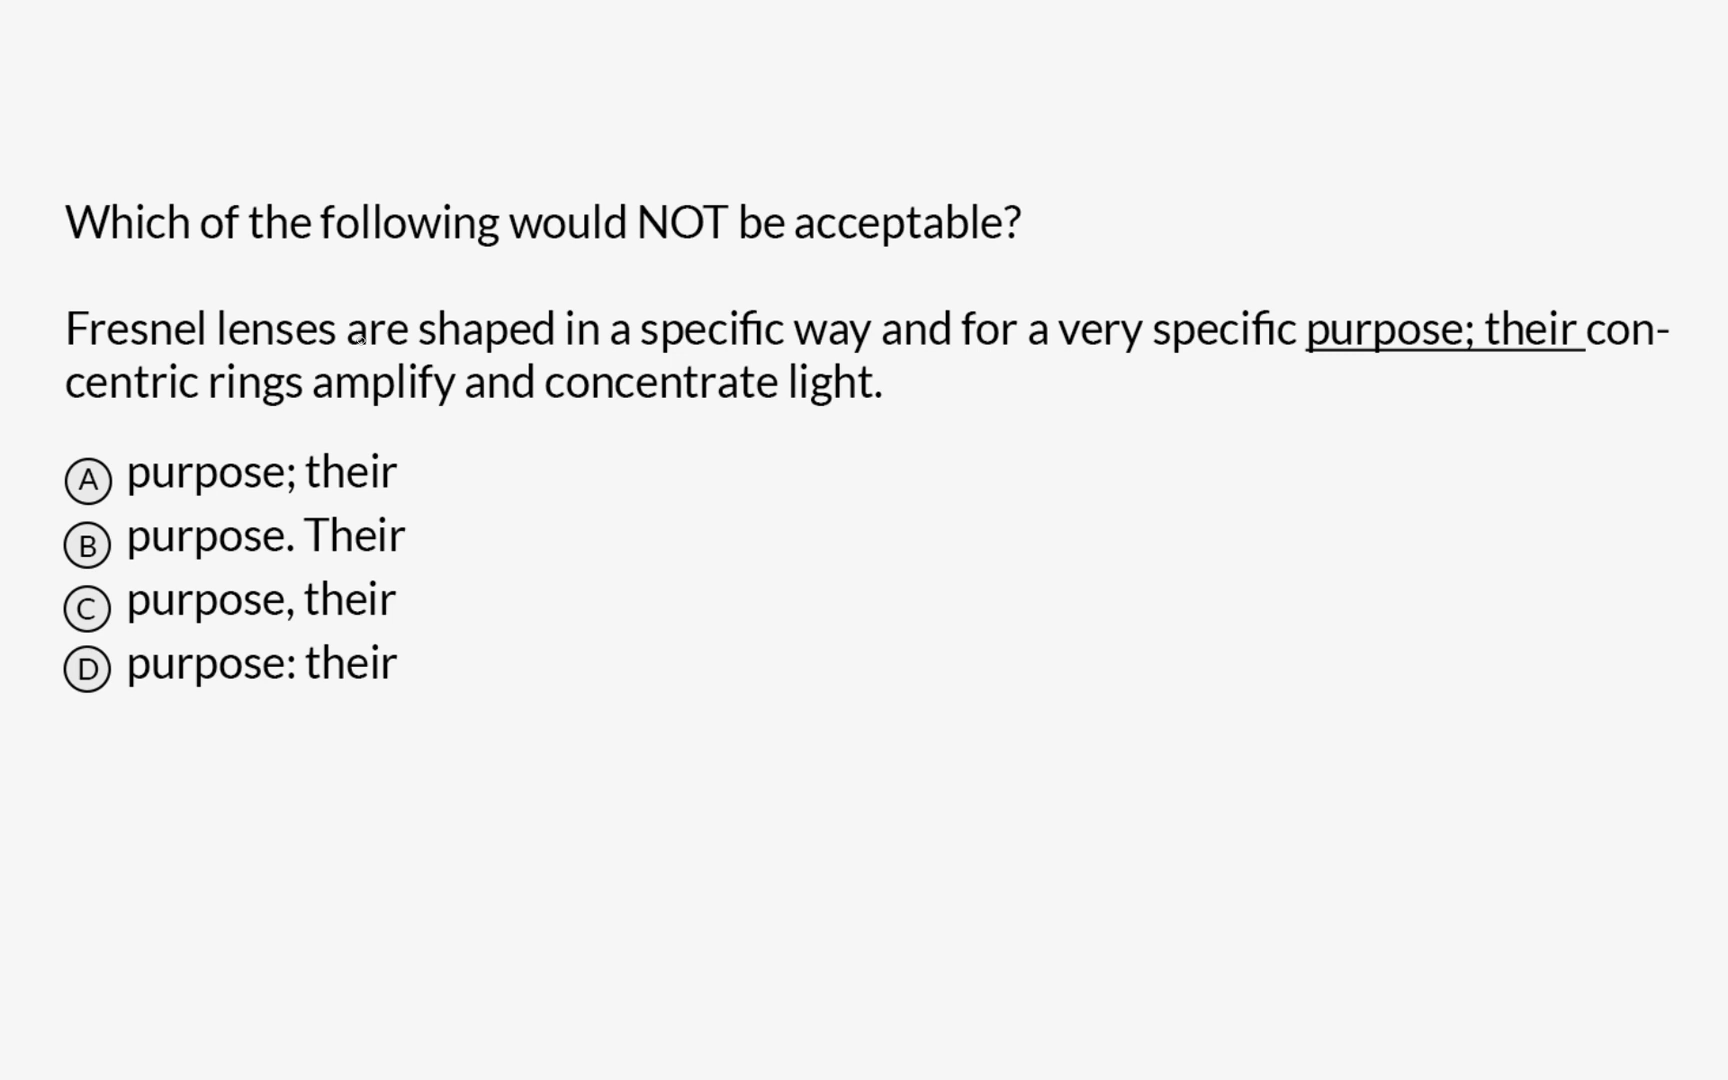 Which of the following would NOT be acceptable?
Fresnel lenses are shaped in a specific way and for a very specific purpose; their con-
centric rings amplify and concentrate light.
A purpose; their
B purpose. Their
C purpose, their
D purpose: their